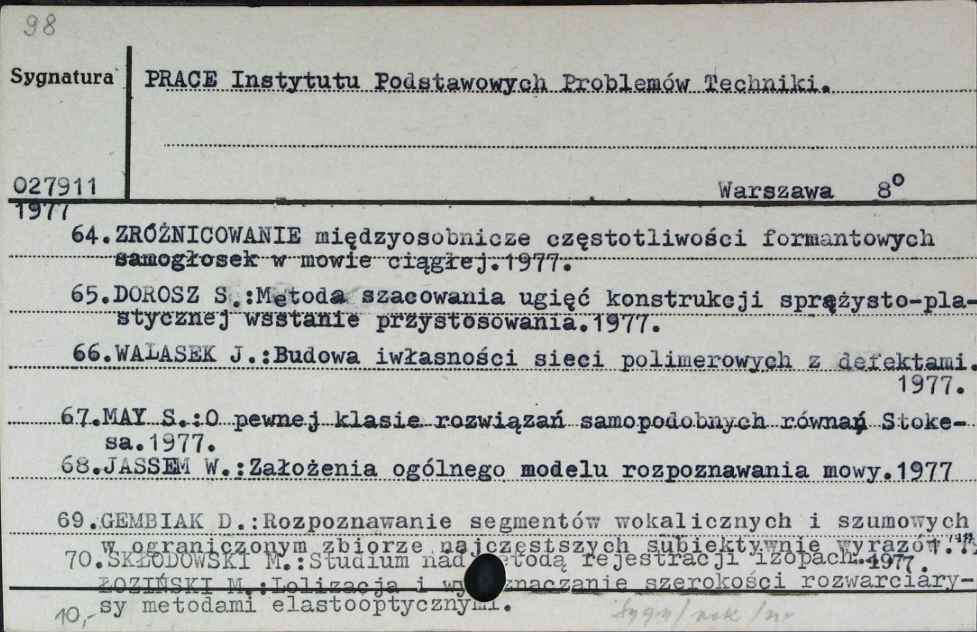 98
Sygnatura
PRACE Instytutu Podstawowych Problemów Techniki.
027911
Warszawa 8°
1977
64.ZRÓŻNICOWANIE międzyosobnicze częstotliwości formantowych
samogłosek w mowie ciągłej.1977.
65.DOROSZ S.:Metoda szacowania ugięć konstrukcji sprężysto-pla-
stycznej wsstanie przystosowania.1977.
66.WALASEK J.:Budowa iwłasności sieci polimerowych z defektami.
1977.
67.MAY S.:O pewnej klasie rozwiązań samopodobnych równań Stoke-
sa.1977.
68.JASSEM W.:Założenia ogólnego modelu rozpoznawania mowy.1977
69.GEMBIAK D.:Rozpoznawanie segmentów wokalicznych i szumowych
w ograniczonym zbiorze najczęstszych subiektywnie wyrazów.
70.SKŁODOWSKI M.:Studium nad metodą rejestracji izopach.1977.
ŁOZIŃSKI M.:Lolizacja i znaczanie szerokości rozwarciary-
sy metodami elastooptycznymi.
10,-